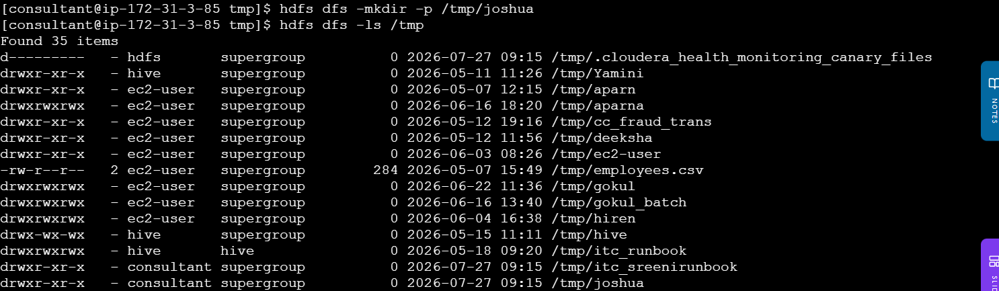 [consultant@ip-172-31-3-85 tmp]$ hdfs dfs -mkdir -p /tmp/joshua
[consultant@ip-172-31-3-85 tmp]$ hdfs dfs -ls /tmp
Found 35 items
d---------   - hdfs       supergroup          0 2026-07-27 09:15 /tmp/.cloudera_health_monitoring_canary_files
drwxr-xr-x   - hive       supergroup          0 2026-05-11 11:26 /tmp/Yamini
drwxr-xr-x   - ec2-user   supergroup          0 2026-05-07 12:15 /tmp/aparn
drwxrwxrwx   - ec2-user   supergroup          0 2026-06-16 18:20 /tmp/aparna
drwxr-xr-x   - ec2-user   supergroup          0 2026-05-12 19:16 /tmp/cc_fraud_trans
drwxr-xr-x   - ec2-user   supergroup          0 2026-05-12 11:56 /tmp/deeksha
drwxr-xr-x   - ec2-user   supergroup          0 2026-06-03 08:26 /tmp/ec2-user
-rw-r--r--   2 ec2-user   supergroup        284 2026-05-07 15:49 /tmp/employees.csv
drwxrwxrwx   - ec2-user   supergroup          0 2026-06-22 11:36 /tmp/gokul
drwxrwxrwx   - ec2-user   supergroup          0 2026-06-16 13:40 /tmp/gokul_batch
drwxrwxrwx   - ec2-user   supergroup          0 2026-06-04 16:38 /tmp/hiren
drwx-wx-wx   - hive       supergroup          0 2026-05-15 11:11 /tmp/hive
drwxrwxrwx   - hive       hive                0 2026-05-18 09:20 /tmp/itc_runbook
drwxr-xr-x   - consultant supergroup          0 2026-07-27 09:15 /tmp/itc_sreenirunbook
drwxr-xr-x   - consultant supergroup          0 2026-07-27 09:15 /tmp/joshua
NOTES